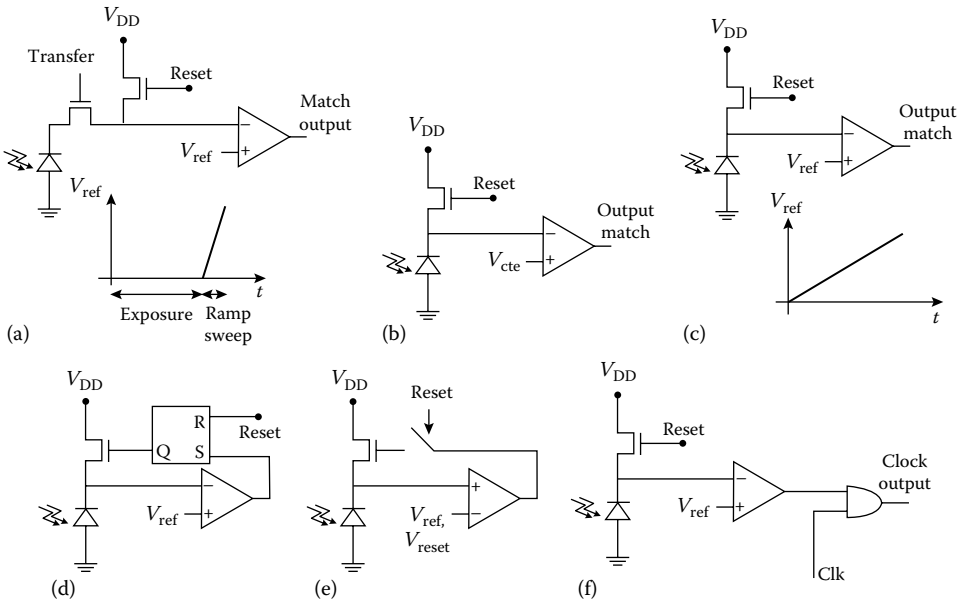 V_DD
Transfer
Reset
Match
output
−
+
V_ref
V_ref
t
Exposure
Ramp
sweep
(a)
V_DD
Reset
Output
match
−
+
V_cte
(b)
V_DD
Reset
Output
match
−
+
V_ref
V_ref
t
(c)
V_DD
R
Reset
Q
S
−
+
V_ref
(d)
V_DD
Reset
+
−
V_ref,
V_reset
(e)
V_DD
Reset
−
+
V_ref
Clock
output
Clk
(f)